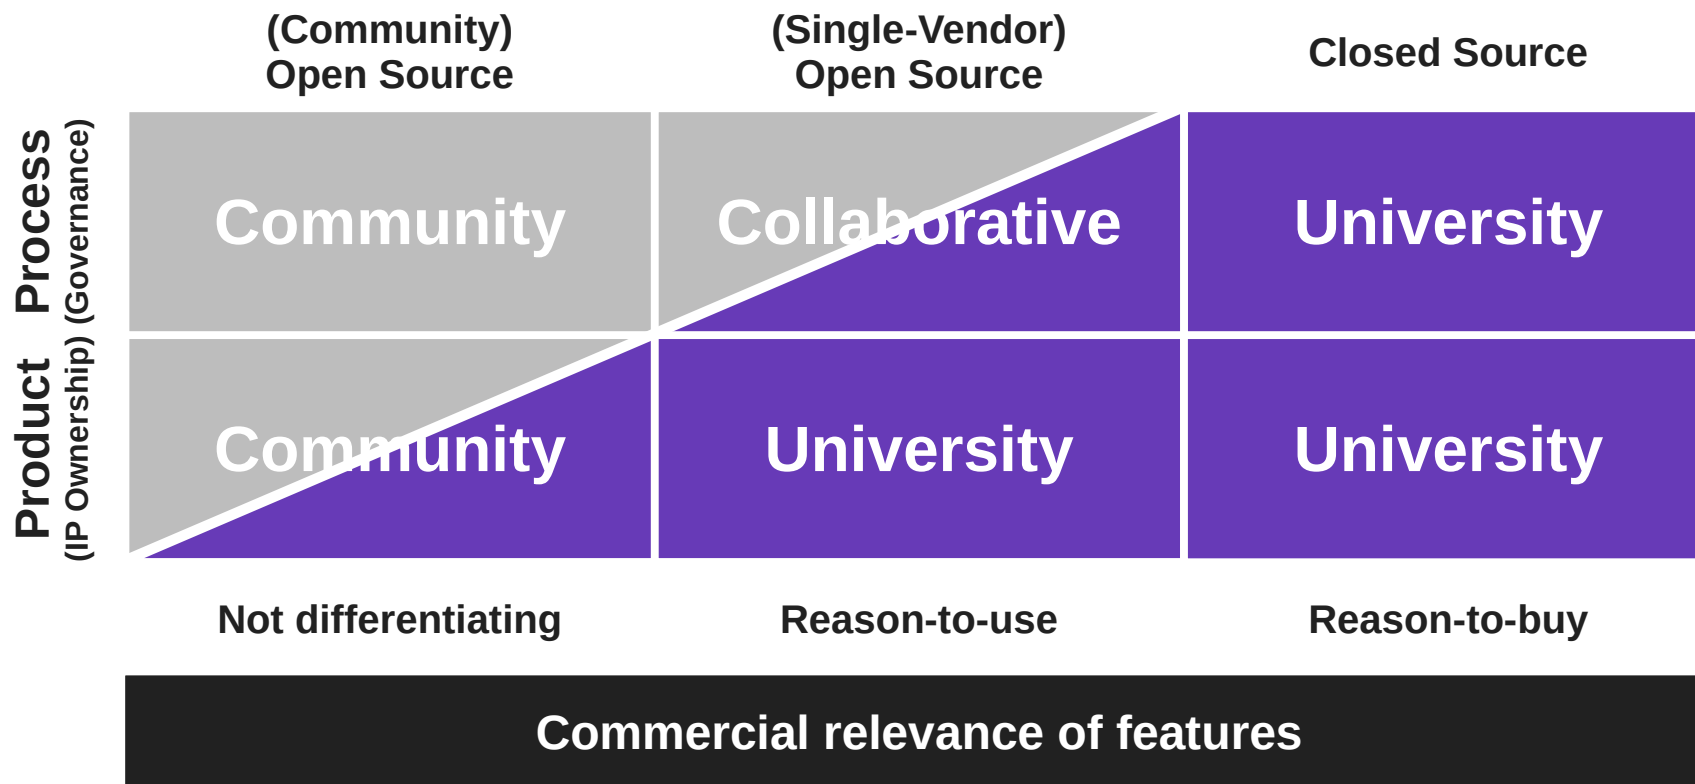 (Community)
Open Source
(Single-Vendor)
Open Source
Closed Source
Process
(Governance)
Community
Collaborative
University
Product
(IP Ownership)
Community
University
University
Not differentiating
Reason-to-use
Reason-to-buy
Commercial relevance of features